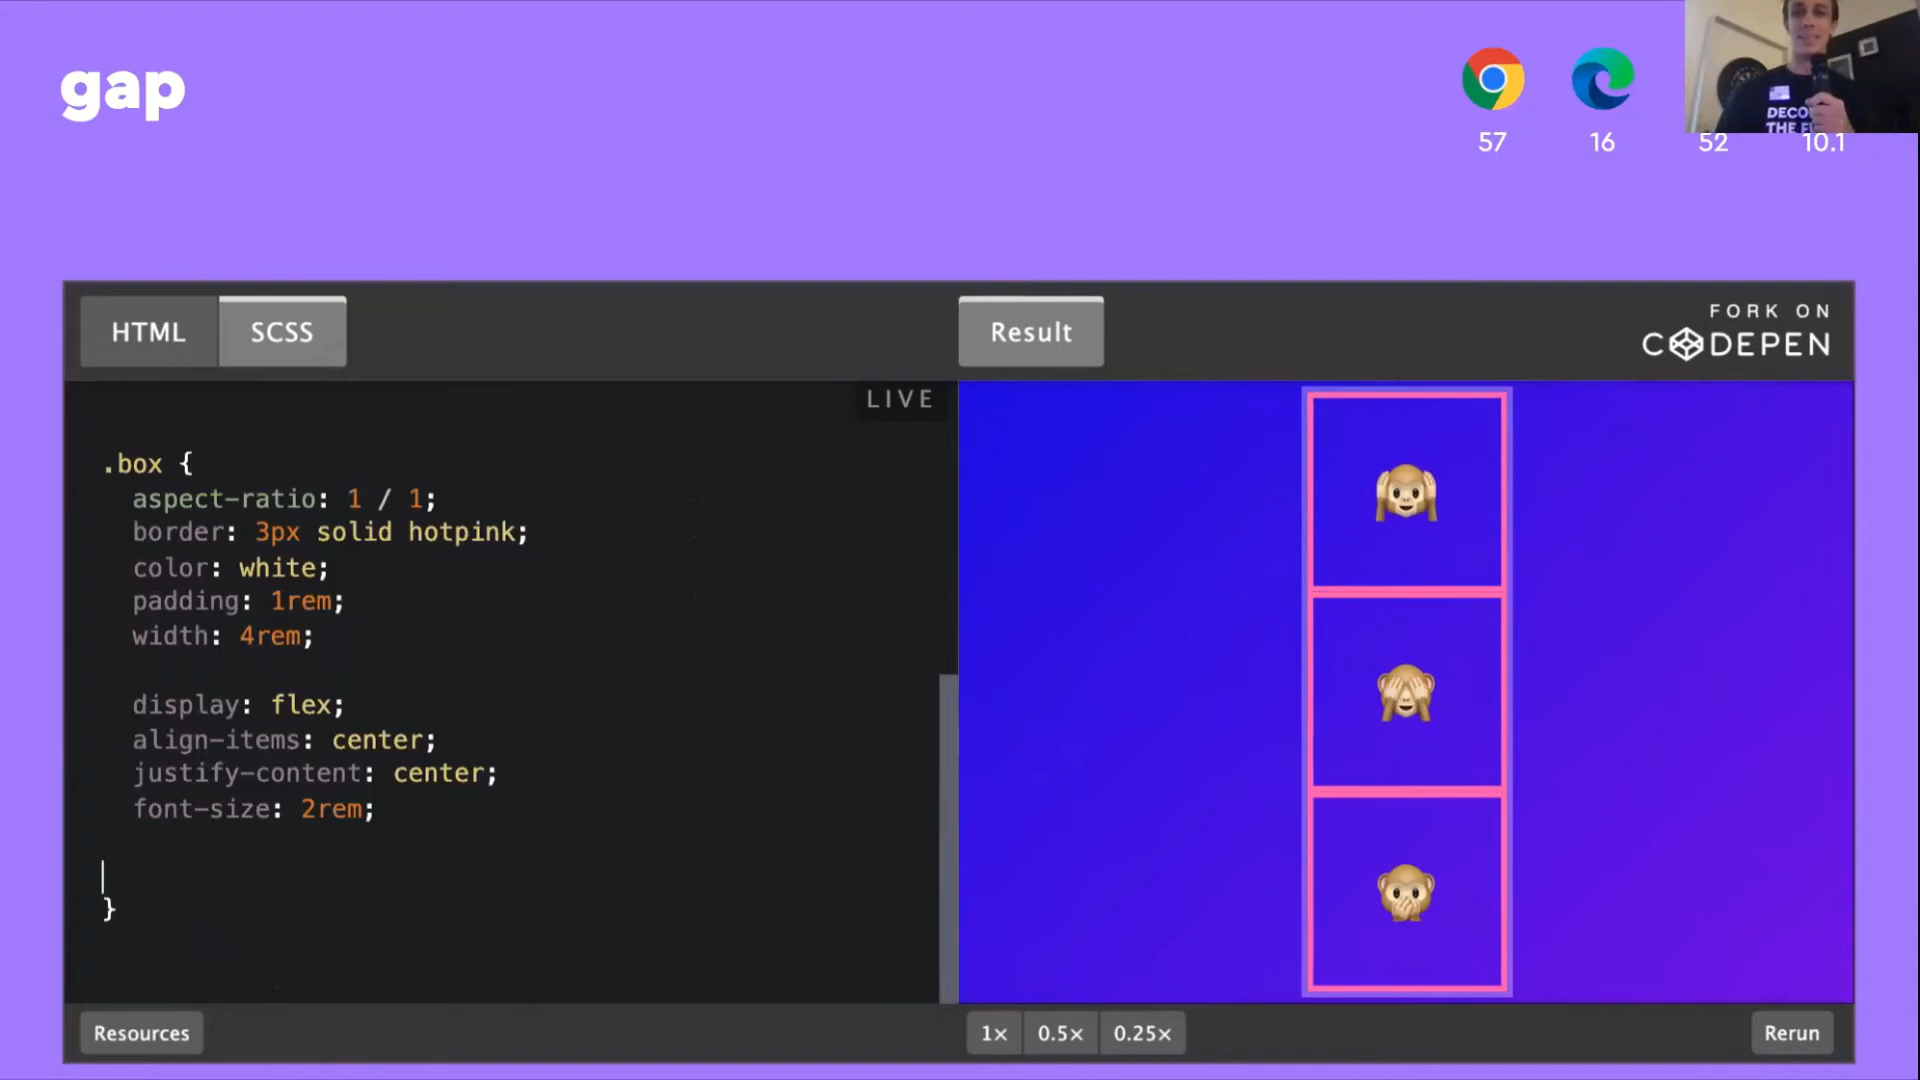 gap
57
16
52
10.1
DECO
THE F
HTML
SCSS
Result
FORK ON
CODEPEN
LIVE
.box {
aspect-ratio: 1 / 1;
border: 3px solid hotpink;
color: white;
padding: 1rem;
width: 4rem;
display: flex;
align-items: center;
justify-content: center;
font-size: 2rem;
}
Resources
1×
0.5×
0.25×
Rerun